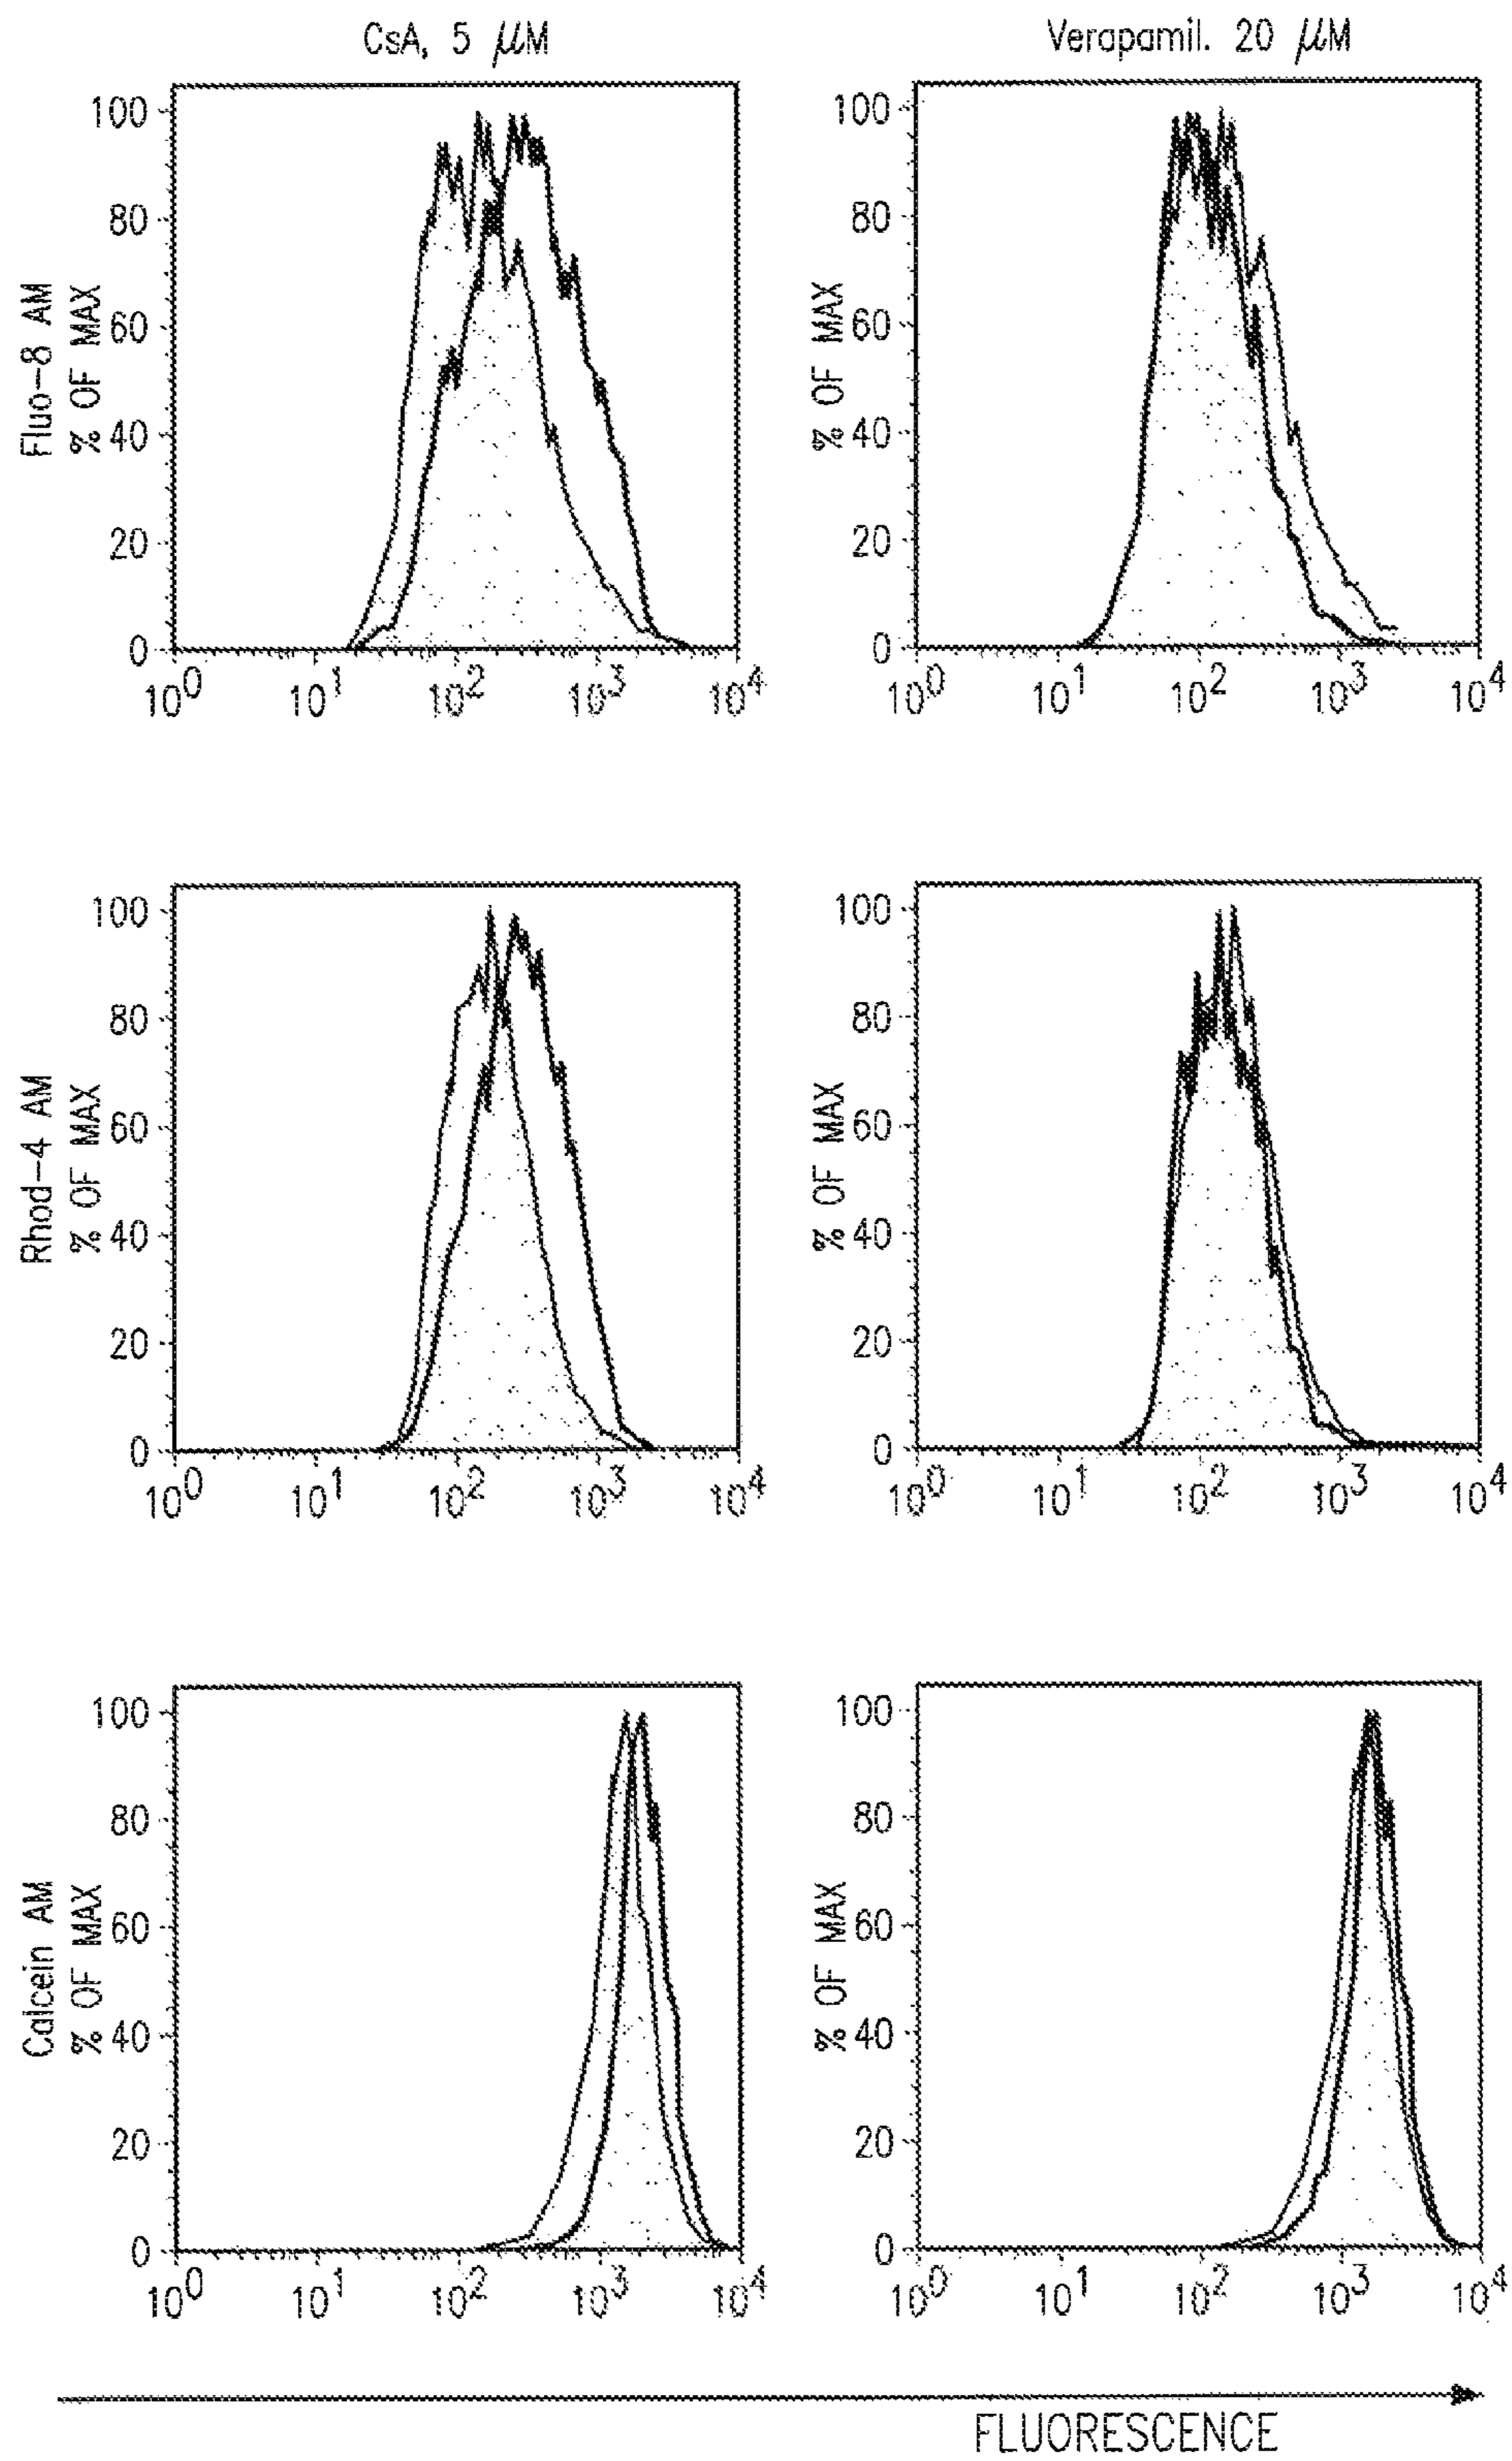 CsA, 5 μM
Verapamil. 20 μM
Fluo-8 AM
% OF MAX
100
80
60
40
20
0
10^0 10^1 10^2 10^3 10^4
% OF MAX
100
80
60
40
20
0
10^0 10^1 10^2 10^3 10^4
Rhod-4 AM
% OF MAX
100
80
60
40
20
0
10^0 10^1 10^2 10^3 10^4
% OF MAX
100
80
60
40
20
0
10^0 10^1 10^2 10^3 10^4
Calcein AM
% OF MAX
100
80
60
40
20
0
10^0 10^1 10^2 10^3 10^4
% OF MAX
100
80
60
40
20
0
10^0 10^1 10^2 10^3 10^4
FLUORESCENCE